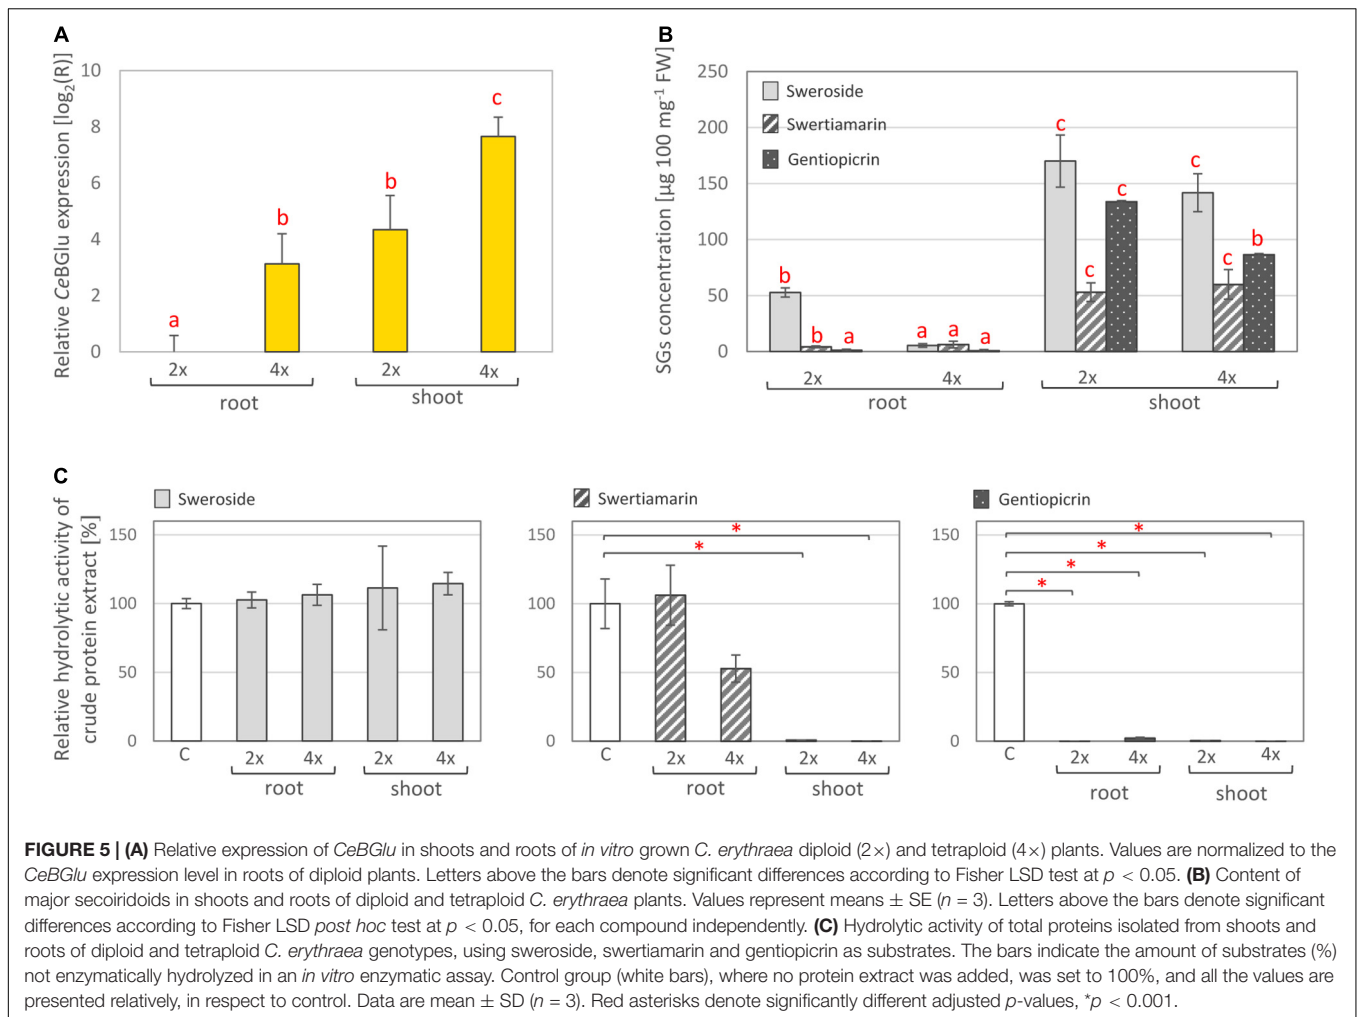 A
Relative CeBGlu expression [log2(R)]
10
8
6
4
2
0
a
b
b
c
2x
4x
2x
4x
root
shoot
B
SGs concentration [µg 100 mg-1 FW]
250
200
150
100
50
0
Sweroside
Swertiamarin
Gentiopicrin
b
b
a
a
a
a
c
c
c
c
c
b
2x
4x
2x
4x
root
shoot
C
Relative hydrolytic activity of
crude protein extract [%]
Sweroside
150
100
50
0
C
2x
4x
2x
4x
root
shoot
Swertiamarin
150
100
50
0
*
*
C
2x
4x
2x
4x
root
shoot
Gentiopicrin
150
100
50
0
*
*
*
*
C
2x
4x
2x
4x
root
shoot
FIGURE 5 | (A) Relative expression of CeBGlu in shoots and roots of in vitro grown C. erythraea diploid (2×) and tetraploid (4×) plants. Values are normalized to the
CeBGlu expression level in roots of diploid plants. Letters above the bars denote significant differences according to Fisher LSD test at p < 0.05. (B) Content of
major secoiridoids in shoots and roots of diploid and tetraploid C. erythraea plants. Values represent means ± SE (n = 3). Letters above the bars denote significant
differences according to Fisher LSD post hoc test at p < 0.05, for each compound independently. (C) Hydrolytic activity of total proteins isolated from shoots and
roots of diploid and tetraploid C. erythraea genotypes, using sweroside, swertiamarin and gentiopicrin as substrates. The bars indicate the amount of substrates (%)
not enzymatically hydrolyzed in an in vitro enzymatic assay. Control group (white bars), where no protein extract was added, was set to 100%, and all the values are
presented relatively, in respect to control. Data are mean ± SD (n = 3). Red asterisks denote significantly different adjusted p-values, *p < 0.001.